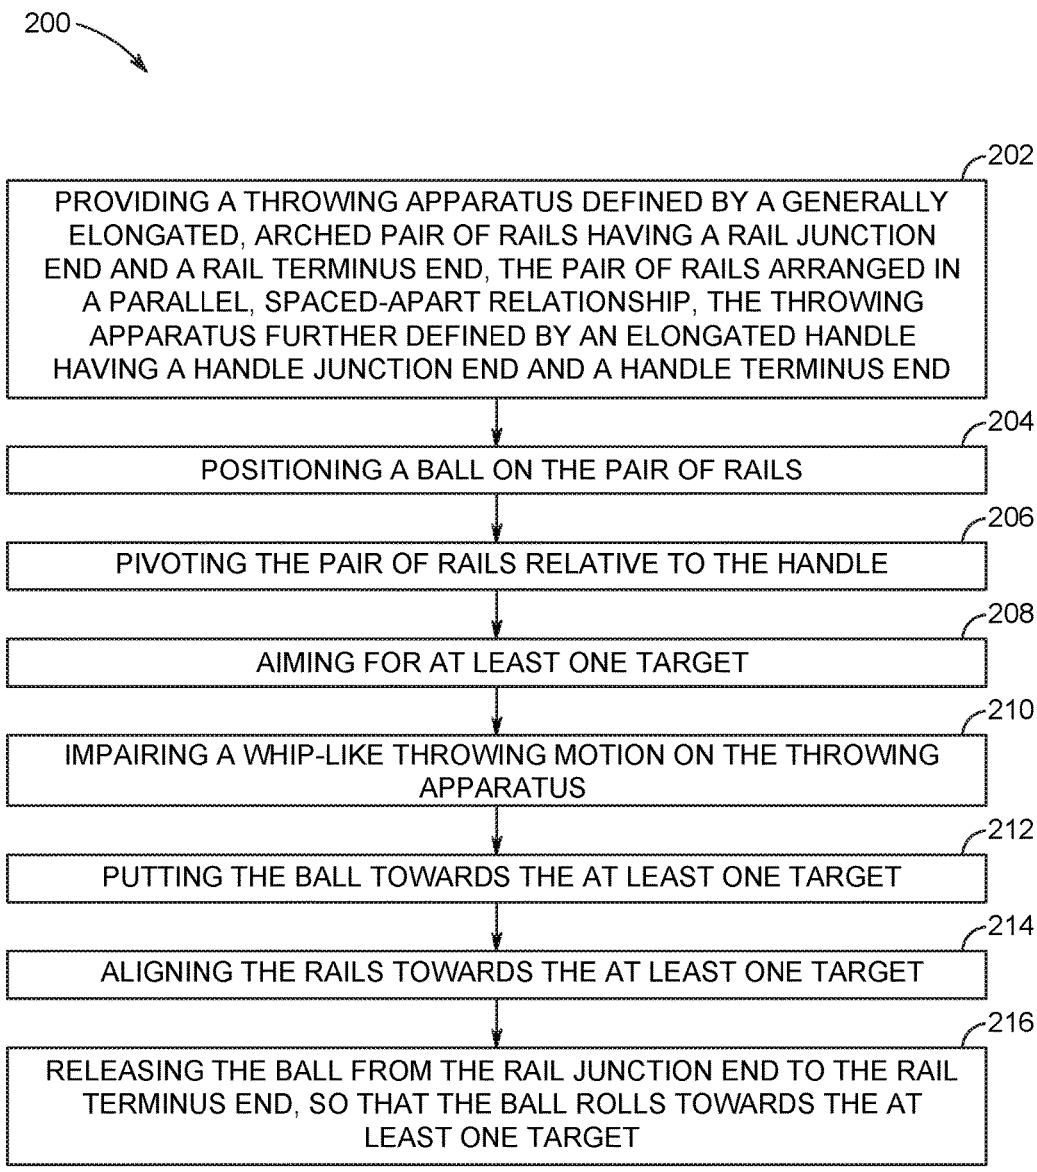 200
202
PROVIDING A THROWING APPARATUS DEFINED BY A GENERALLY
ELONGATED, ARCHED PAIR OF RAILS HAVING A RAIL JUNCTION
END AND A RAIL TERMINUS END, THE PAIR OF RAILS ARRANGED IN
A PARALLEL, SPACED-APART RELATIONSHIP, THE THROWING
APPARATUS FURTHER DEFINED BY AN ELONGATED HANDLE
HAVING A HANDLE JUNCTION END AND A HANDLE TERMINUS END
204
POSITIONING A BALL ON THE PAIR OF RAILS
206
PIVOTING THE PAIR OF RAILS RELATIVE TO THE HANDLE
208
AIMING FOR AT LEAST ONE TARGET
210
IMPAIRING A WHIP-LIKE THROWING MOTION ON THE THROWING
APPARATUS
212
PUTTING THE BALL TOWARDS THE AT LEAST ONE TARGET
214
ALIGNING THE RAILS TOWARDS THE AT LEAST ONE TARGET
216
RELEASING THE BALL FROM THE RAIL JUNCTION END TO THE RAIL
TERMINUS END, SO THAT THE BALL ROLLS TOWARDS THE AT
LEAST ONE TARGET